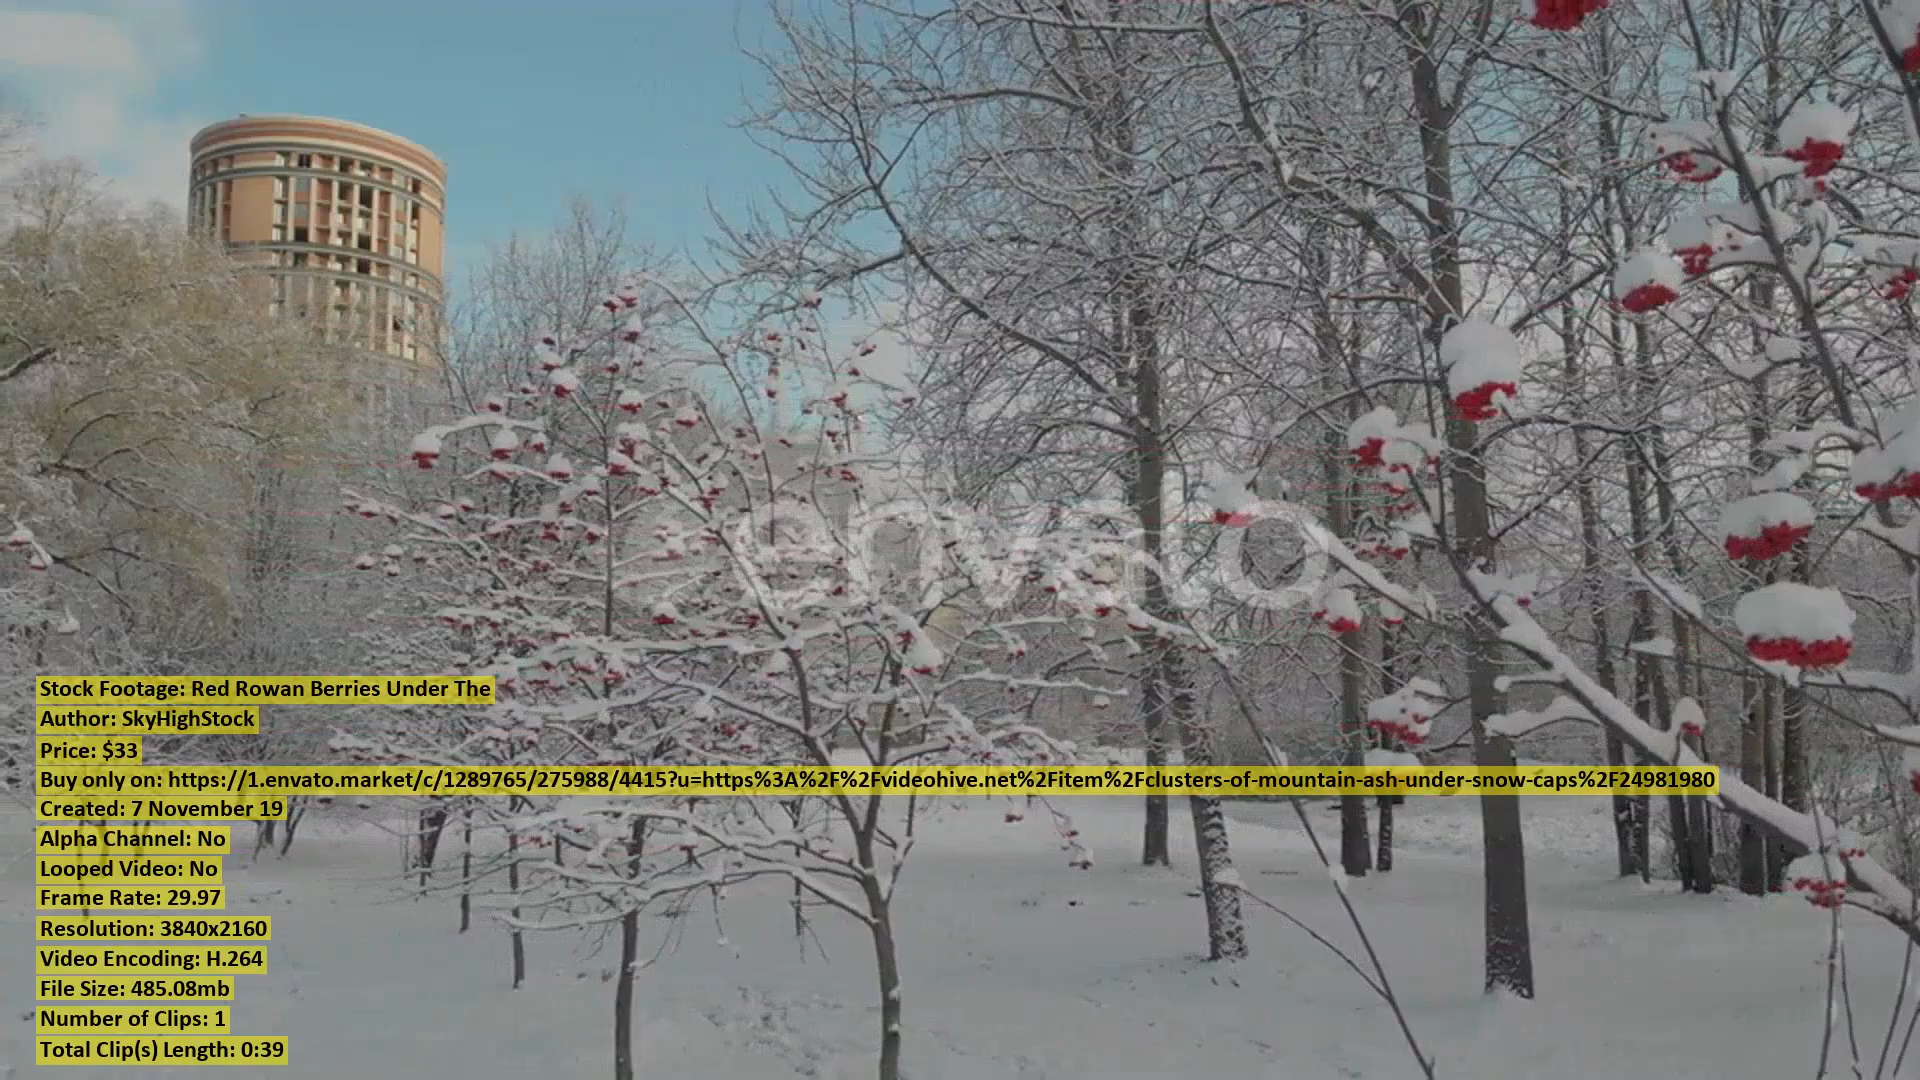 envato
Stock Footage: Red Rowan Berries Under The
Author: SkyHighStock
Price: $33
Buy only on: https://1.envato.market/c/1289765/275988/4415?u=https%3A%2F%2Fvideohive.net%2Fitem%2Fclusters-of-mountain-ash-under-snow-caps%2F24981980
Created: 7 November 19
Alpha Channel: No
Looped Video: No
Frame Rate: 29.97
Resolution: 3840x2160
Video Encoding: H.264
File Size: 485.08mb
Number of Clips: 1
Total Clip(s) Length: 0:39